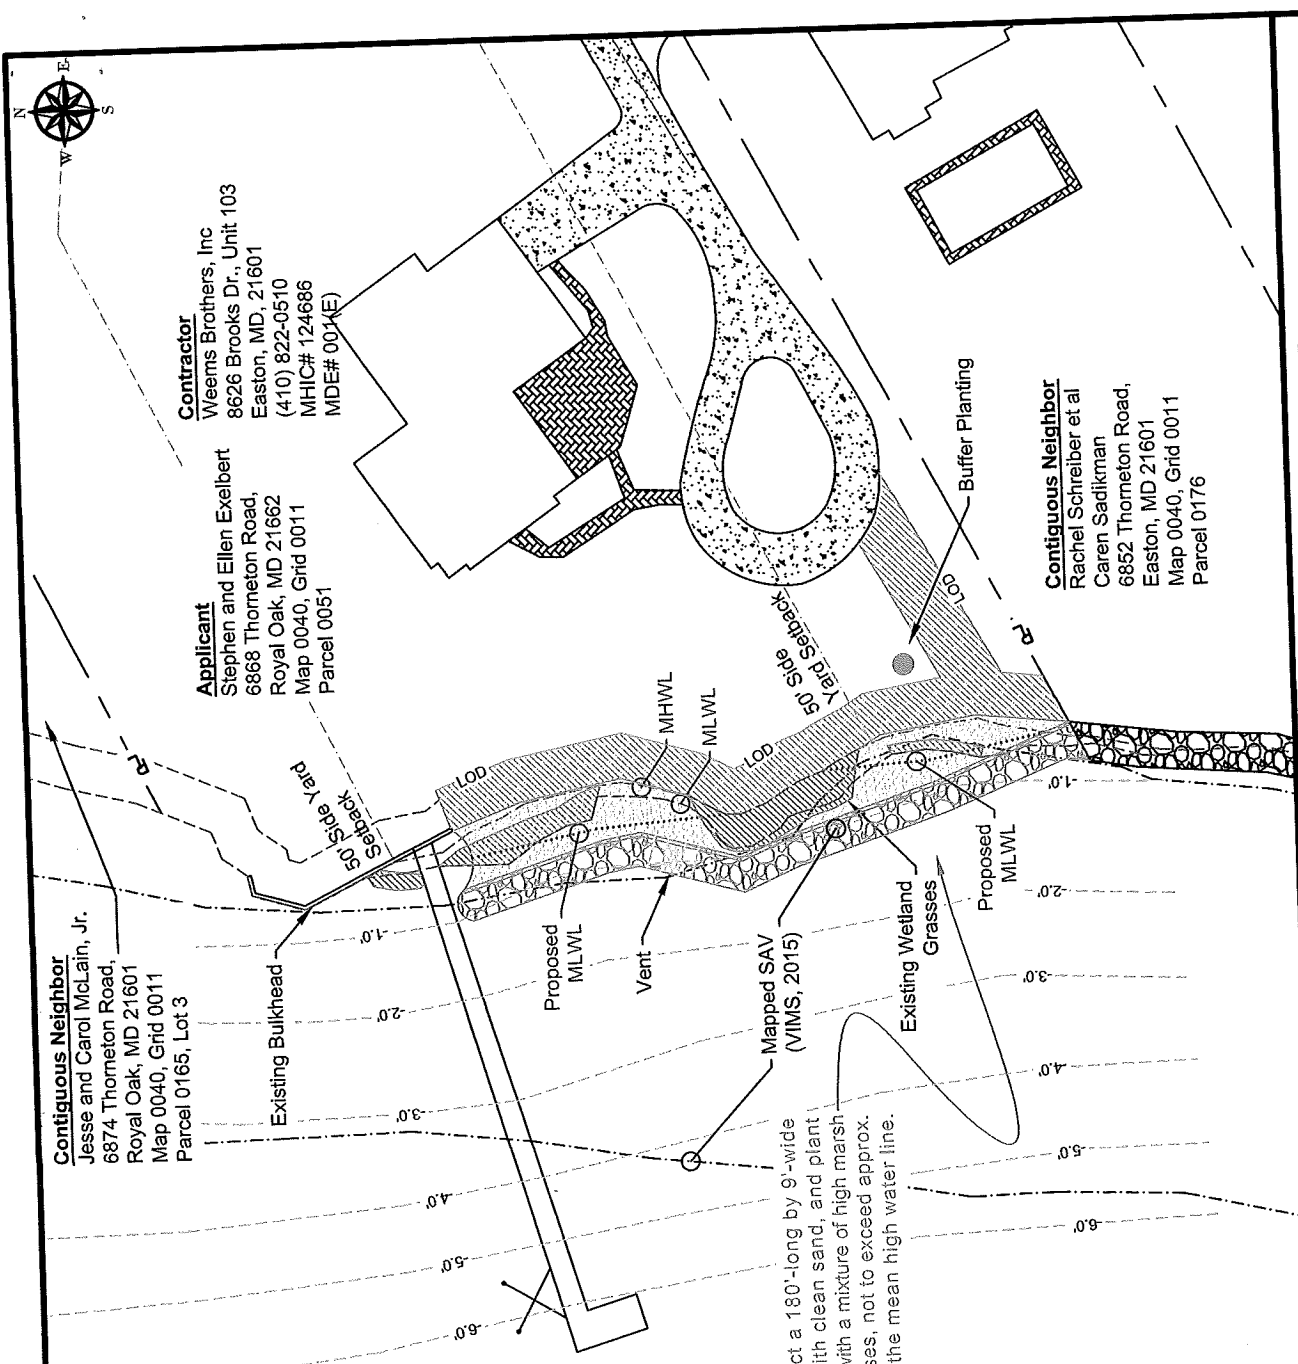 N
E
S
W
Contractor
Weems Brothers, Inc
8626 Brooks Dr., Unit 103
Easton, MD, 21601
(410) 822-0510
MHIC# 124686
MDE# 001(E)
Applicant
Stephen and Ellen Exelbert
6868 Thorneton Road,
Royal Oak, MD 21662
Map 0040, Grid 0011
Parcel 0051
Contiguous Neighbor
Jesse and Carol McLain, Jr.
6874 Thorneton Road,
Royal Oak, MD 21601
Map 0040, Grid 0011
Parcel 0165, Lot 3
Contiguous Neighbor
Rachel Schreiber et al
Caren Sadikman
6852 Thorneton Road,
Easton, MD 21601
Map 0040, Grid 0011
Parcel 0176
50' Side Yard
Setback
50' Side
Yard Setback
Buffer Planting
LOD
LOD
LOD
MHWL
MLWL
Existing Bulkhead
Proposed
MLWL
Vent
Mapped SAV
(VIMS, 2015)
Existing Wetland
Grasses
Proposed
MLWL
-1.0'
-2.0'
-3.0'
-4.0'
-5.0'
-6.0'
-1.0'
-2.0'
-3.0'
-4.0'
-5.0'
-6.0'
ct a 180'-long by 9'-wide
ith clean sand, and plant
with a mixture of high marsh
ses, not to exceed approx.
the mean high water line.